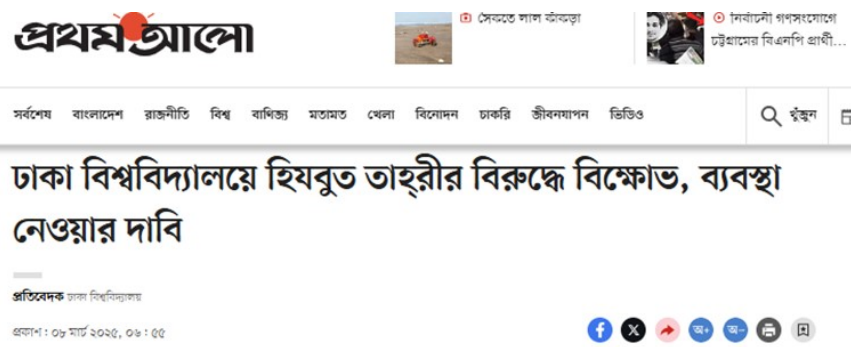 প্রথম আলো
সৈকতে লাল কাঁকড়া
নির্বাচনী গণসংযোগে
চট্টগ্রামের বিএনপি প্রার্থী...
সর্বশেষ বাংলাদেশ রাজনীতি বিশ্ব বাণিজ্য মতামত খেলা বিনোদন চাকরি জীবনযাপন ভিডিও খুঁজুন
ঢাকা বিশ্ববিদ্যালয়ে হিযবুত তাহ্‌রীর বিরুদ্ধে বিক্ষোভ, ব্যবস্থা
নেওয়ার দাবি
প্রতিবেদক ঢাকা বিশ্ববিদ্যালয়
প্রকাশ: ০৮ মার্চ ২০২৫, ০৬: ৫৫
অ+ অ-